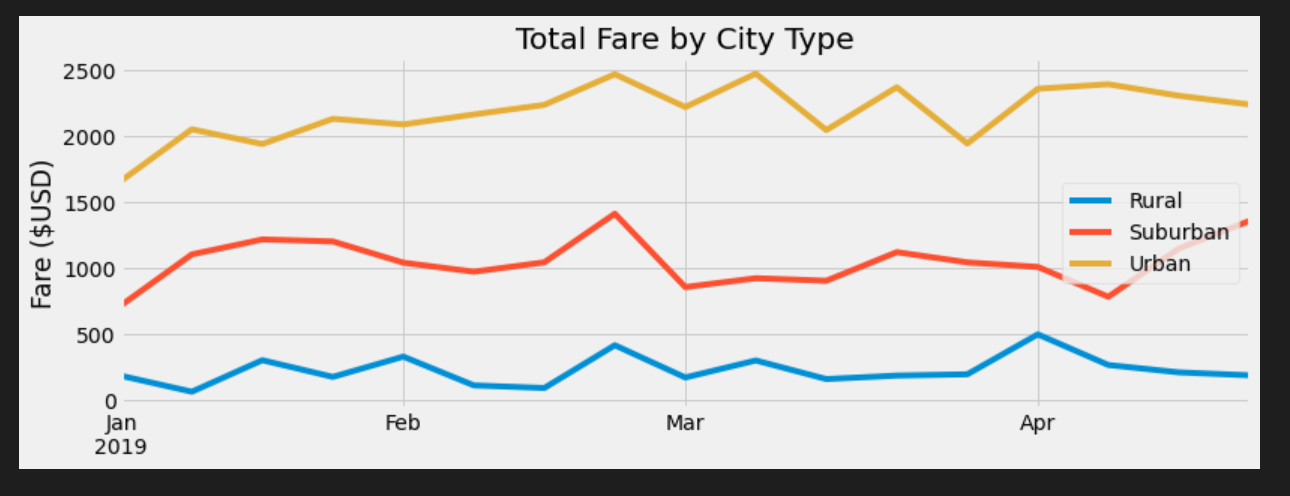 Total Fare by City Type
Fare ($USD)
2500
2000
1500
1000
500
0
Rural
Suburban
Urban
Jan Feb Mar Apr
2019